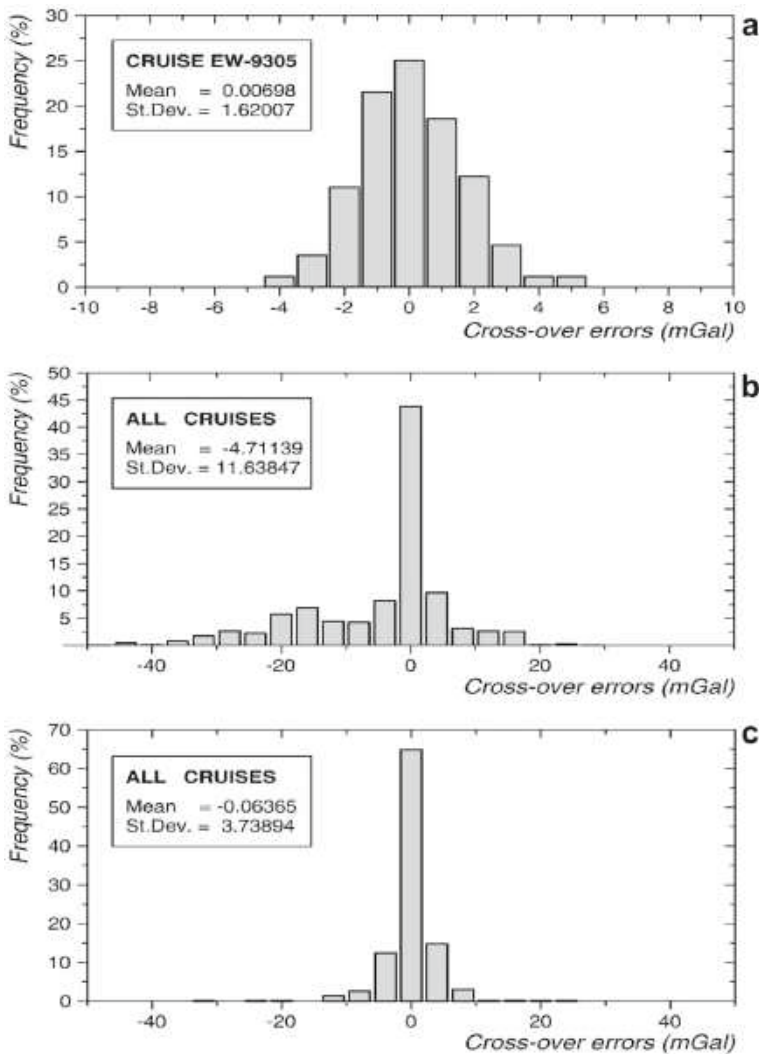 a
30
25
20
15
10
5
0
Frequency (%)
CRUISE EW-9305
Mean = 0.00698
St.Dev. = 1.62007
-10 -8 -6 -4 -2 0 2 4 6 8 10
Cross-over errors (mGal)
b
50
45
40
35
30
25
20
15
10
5
Frequency (%)
ALL CRUISES
Mean = -4.71139
St.Dev. = 11.63847
-40 -20 0 20 40
Cross-over errors (mGal)
c
70
60
50
40
30
20
10
0
Frequency (%)
ALL CRUISES
Mean =-0.06365
St.Dev. = 3.73894
-40 -20 0 20 40
Cross-over errors (mGal)